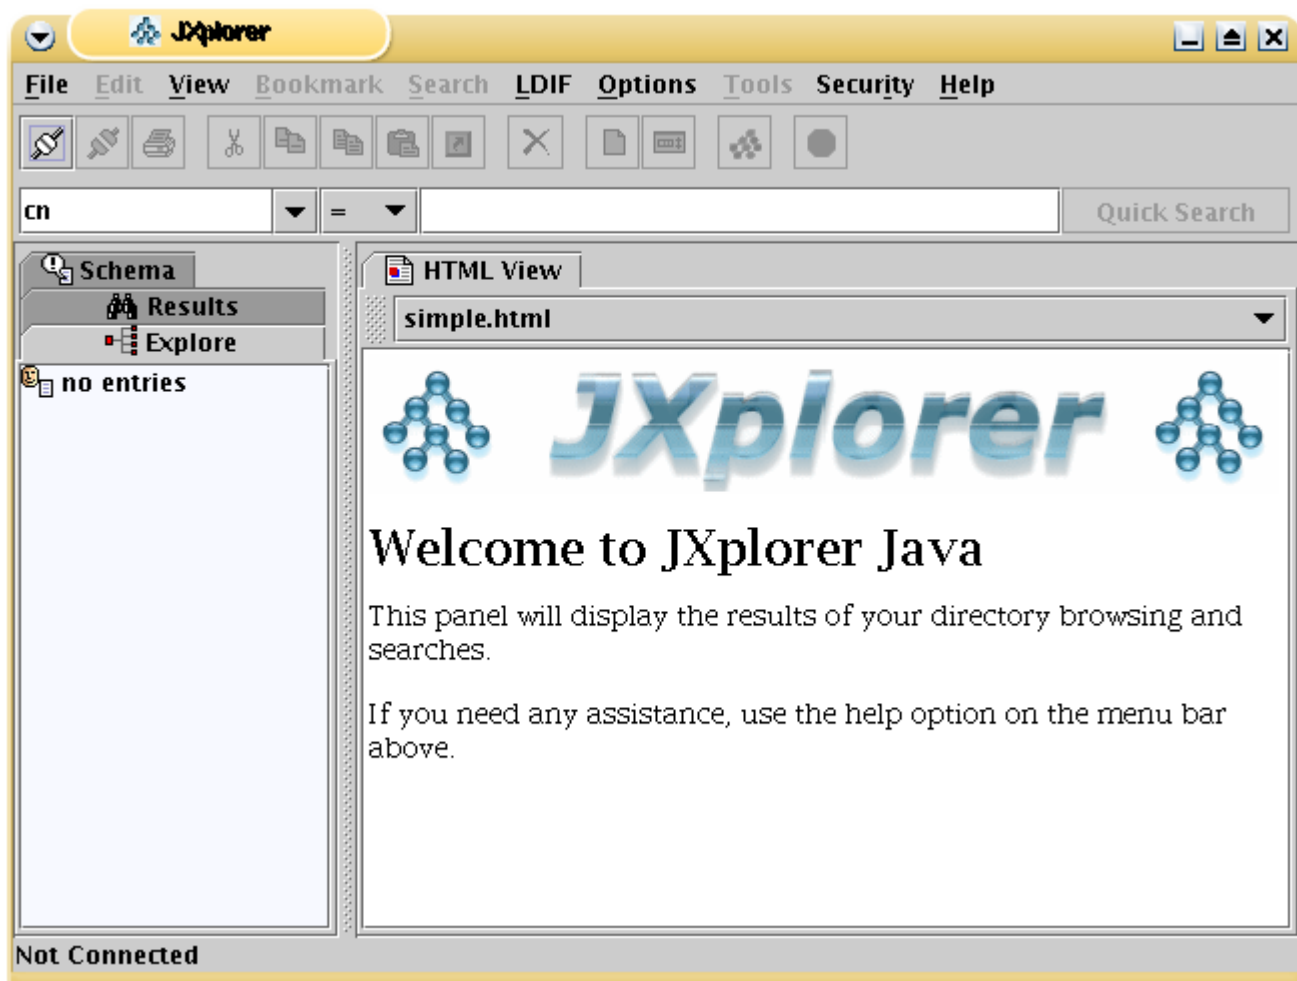 JXplorer
File Edit View Bookmark Search LDIF Options Tools Security Help
cn = Quick Search
Schema
Results
Explore
no entries
HTML View
simple.html
JXplorer
Welcome to JXplorer Java
This panel will display the results of your directory browsing and
searches.
If you need any assistance, use the help option on the menu bar
above.
Not Connected